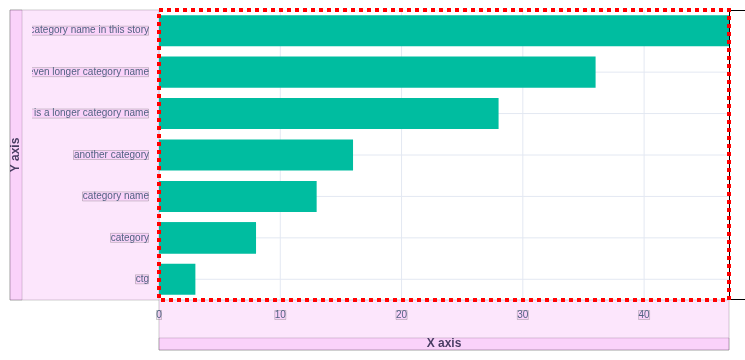 category name in this story
even longer category name
is a longer category name
another category
category name
category
ctg
Y axis
0 10 20 30 40
X axis